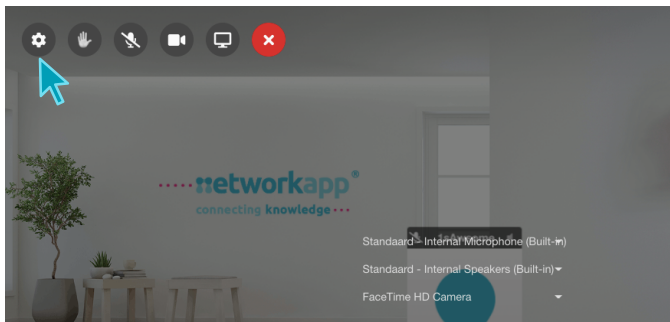 networkapp®
connecting knowledge
Standaard - Internal Microphone (Built-in)
Standaard - Internal Speakers (Built-in)
FaceTime HD Camera